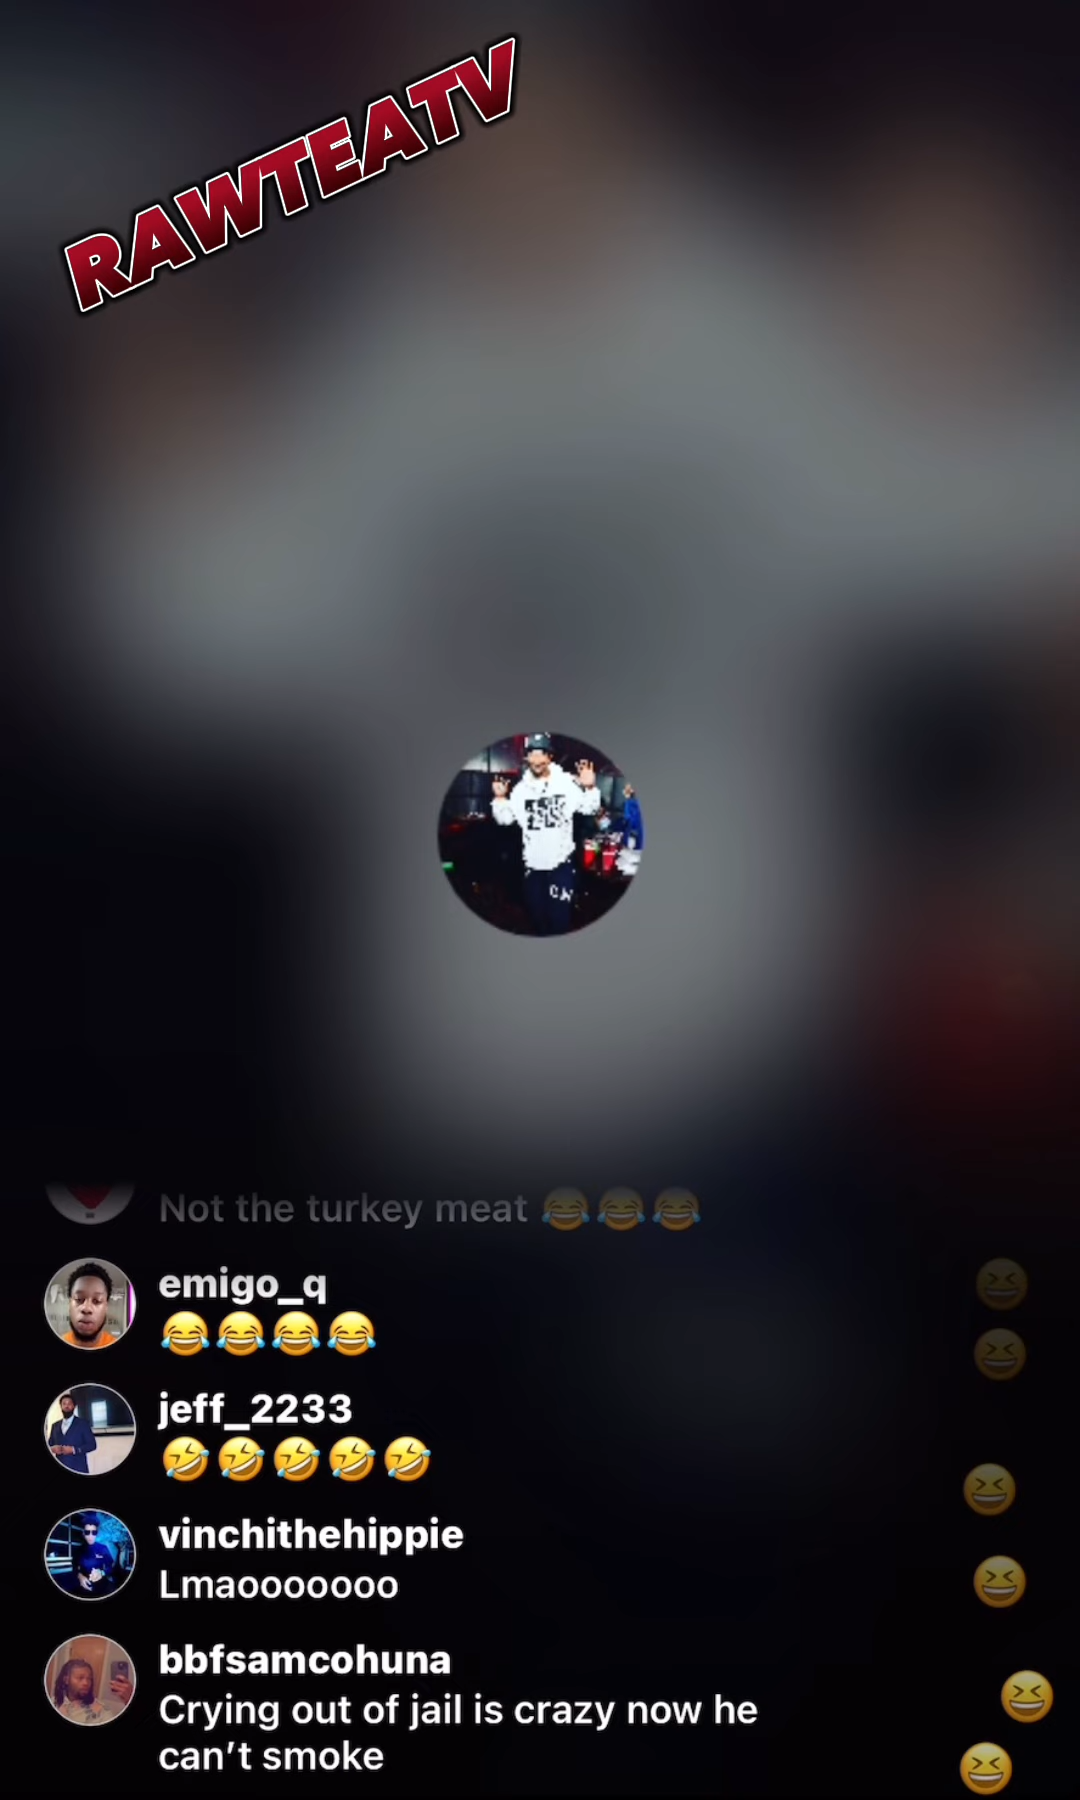 RAWTEATV
Not the turkey meat 😂😂😂
emigo_q
😂😂😂😂
jeff_2233
🤣🤣🤣🤣🤣
vinchithehippie
Lmaooooooo
bbfsamcohuna
Crying out of jail is crazy now he
can’t smoke